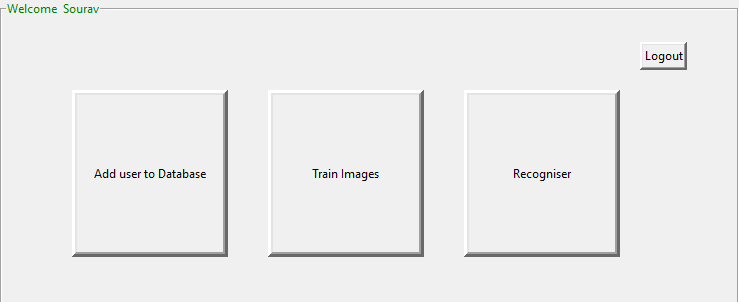 Welcome Sourav
Logout
Add user to Database
Train Images
Recogniser